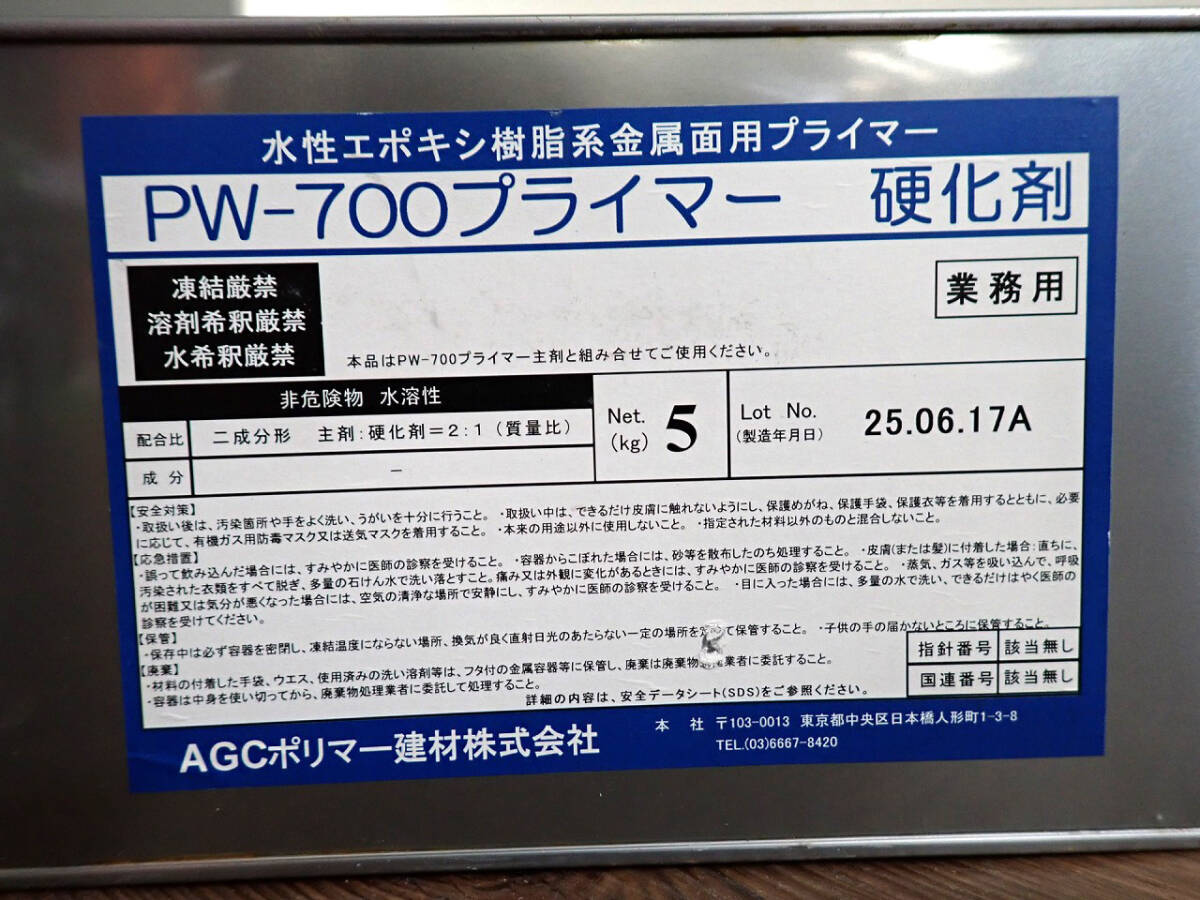 水性エポキシ樹脂系金属面用プライマー
PW-700プライマー 硬化剤
凍結厳禁
溶剤希釈厳禁
水希釈厳禁
業務用
本品はPW-700プライマー主剤と組み合せてご使用ください。
非危険物 水溶性
配合比 二成分形 主剤:硬化剤=2:1(質量比)
成分 −
Net.
(kg) 5
Lot No.
(製造年月日) 25.06.17A
【安全対策】
・取扱い後は、汚染箇所や手をよく洗い、うがいを十分に行うこと。 ・取扱い中は、できるだけ皮膚に触れないようにし、保護めがね、保護手袋、保護衣等を着用するとともに、必要
に応じて、有機ガス用防毒マスク又は送気マスクを着用すること。 ・本来の用途以外に使用しないこと。 ・指定された材料以外のものと混合しないこと。
【応急措置】
・誤って飲み込んだ場合には、すみやかに医師の診察を受けること。 ・容器からこぼれた場合には、砂等を散布したのち処理すること。 ・皮膚(または髪)に付着した場合:直ちに、
汚染された衣類をすべて脱ぎ、多量の石けん水で洗い落とすこと。痛み又は外観に変化があるときには、すみやかに医師の診察を受けること。 ・蒸気、ガス等を吸い込んで、呼吸
が困難又は気分が悪くなった場合には、空気の清浄な場所で安静にし、すみやかに医師の診察を受けること。 ・目に入った場合には、多量の水で洗い、できるだけはやく医師の
診察を受けてください。
【保管】
・保存中は必ず容器を密閉し、凍結温度にならない場所、換気が良く直射日光のあたらない一定の場所を定めて保管すること。 ・子供の手の届かないところに保管すること。
【廃棄】
・材料の付着した手袋、ウエス、使用済みの洗い溶剤等は、フタ付の金属容器等に保管し、廃棄は廃棄物処理業者に委託すること。
・容器は中身を使い切ってから、廃棄物処理業者に委託して処理すること。
詳細の内容は、安全データシート(SDS)をご参照ください。
指針番号 該当無し
国連番号 該当無し
AGCポリマー建材株式会社
本 社 〒103-0013 東京都中央区日本橋人形町1-3-8
TEL.(03)6667-8420